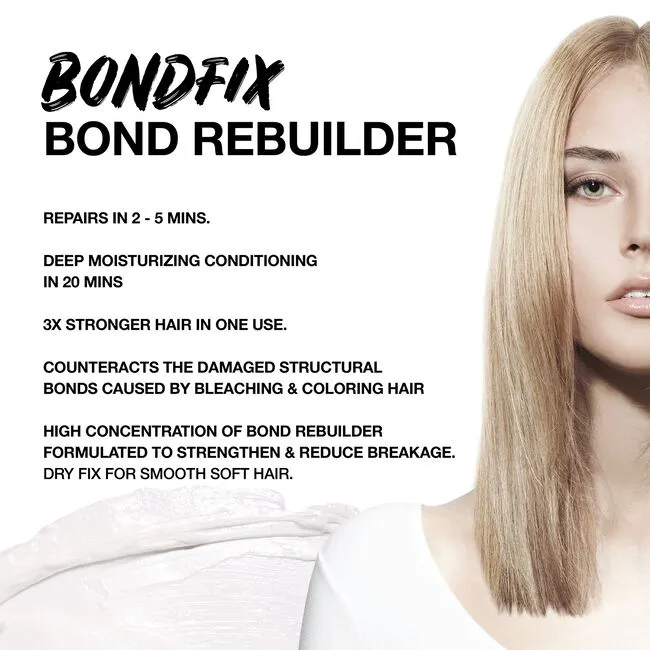 BONDFIX
BOND REBUILDER
REPAIRS IN 2 - 5 MINS.
DEEP MOISTURIZING CONDITIONING
IN 20 MINS
3X STRONGER HAIR IN ONE USE.
COUNTERACTS THE DAMAGED STRUCTURAL
BONDS CAUSED BY BLEACHING & COLORING HAIR
HIGH CONCENTRATION OF BOND REBUILDER
FORMULATED TO STRENGTHEN & REDUCE BREAKAGE.
DRY FIX FOR SMOOTH SOFT HAIR.